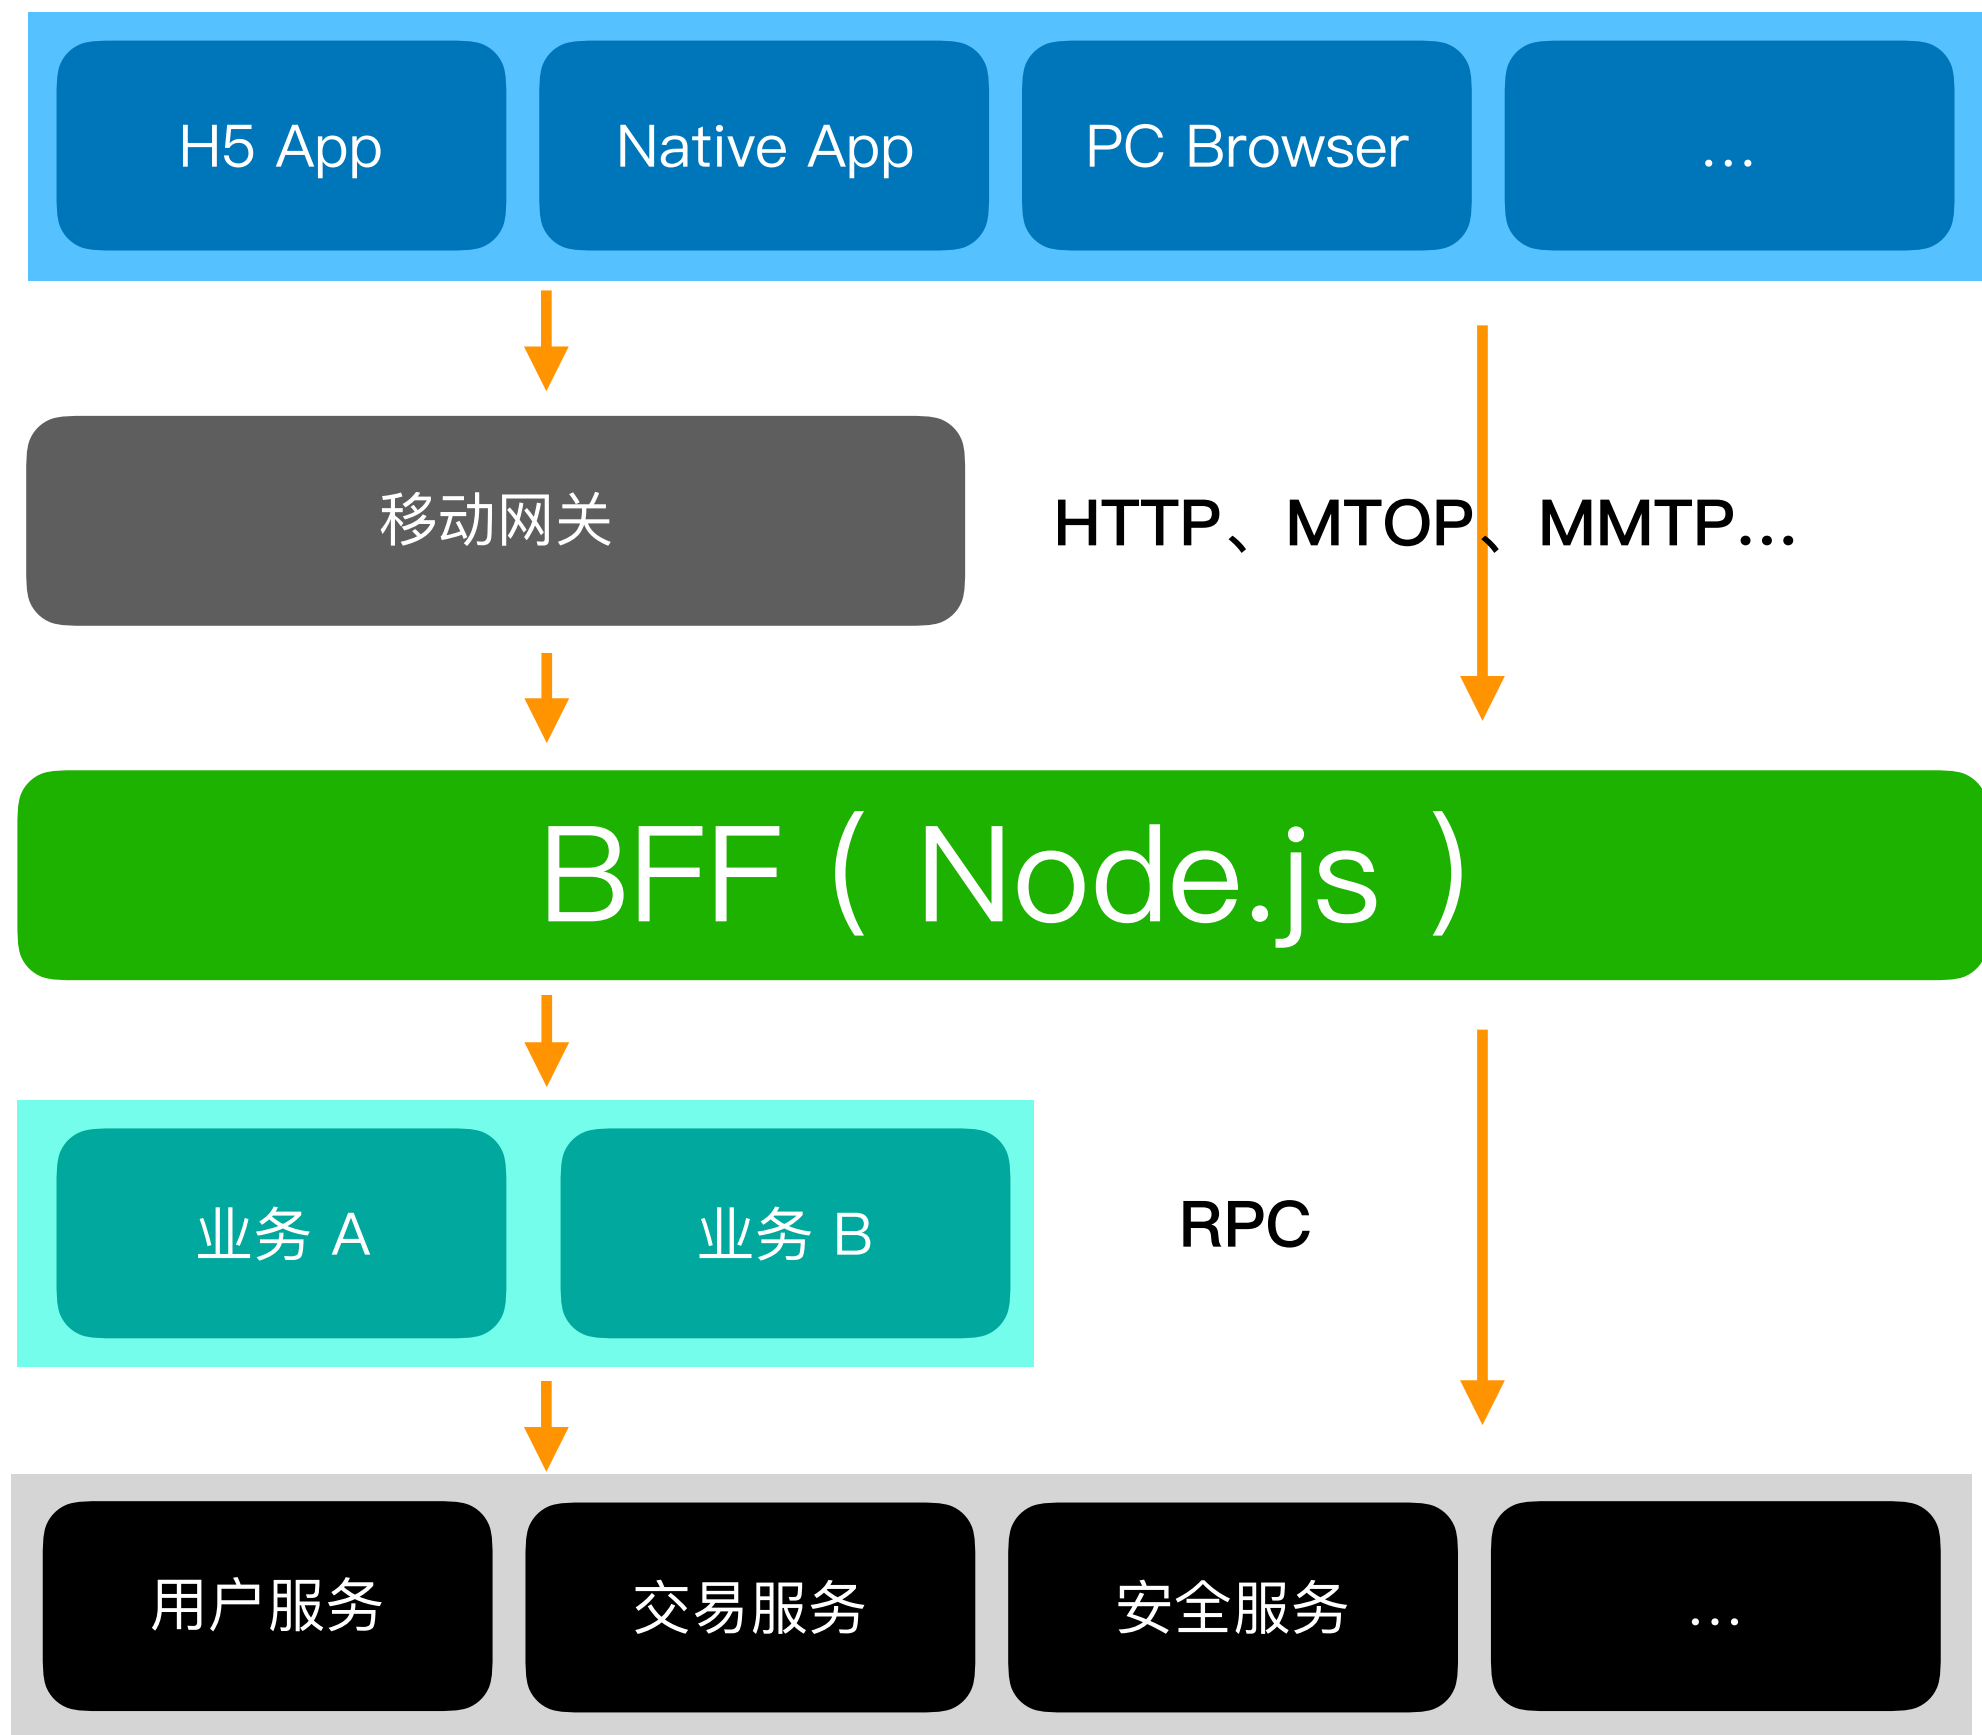 H5 App
Native App
PC Browser
...
移动网关
HTTP、MTOP、MMTP...
BFF（Node.js）
业务 A
业务 B
RPC
用户服务
交易服务
安全服务
...